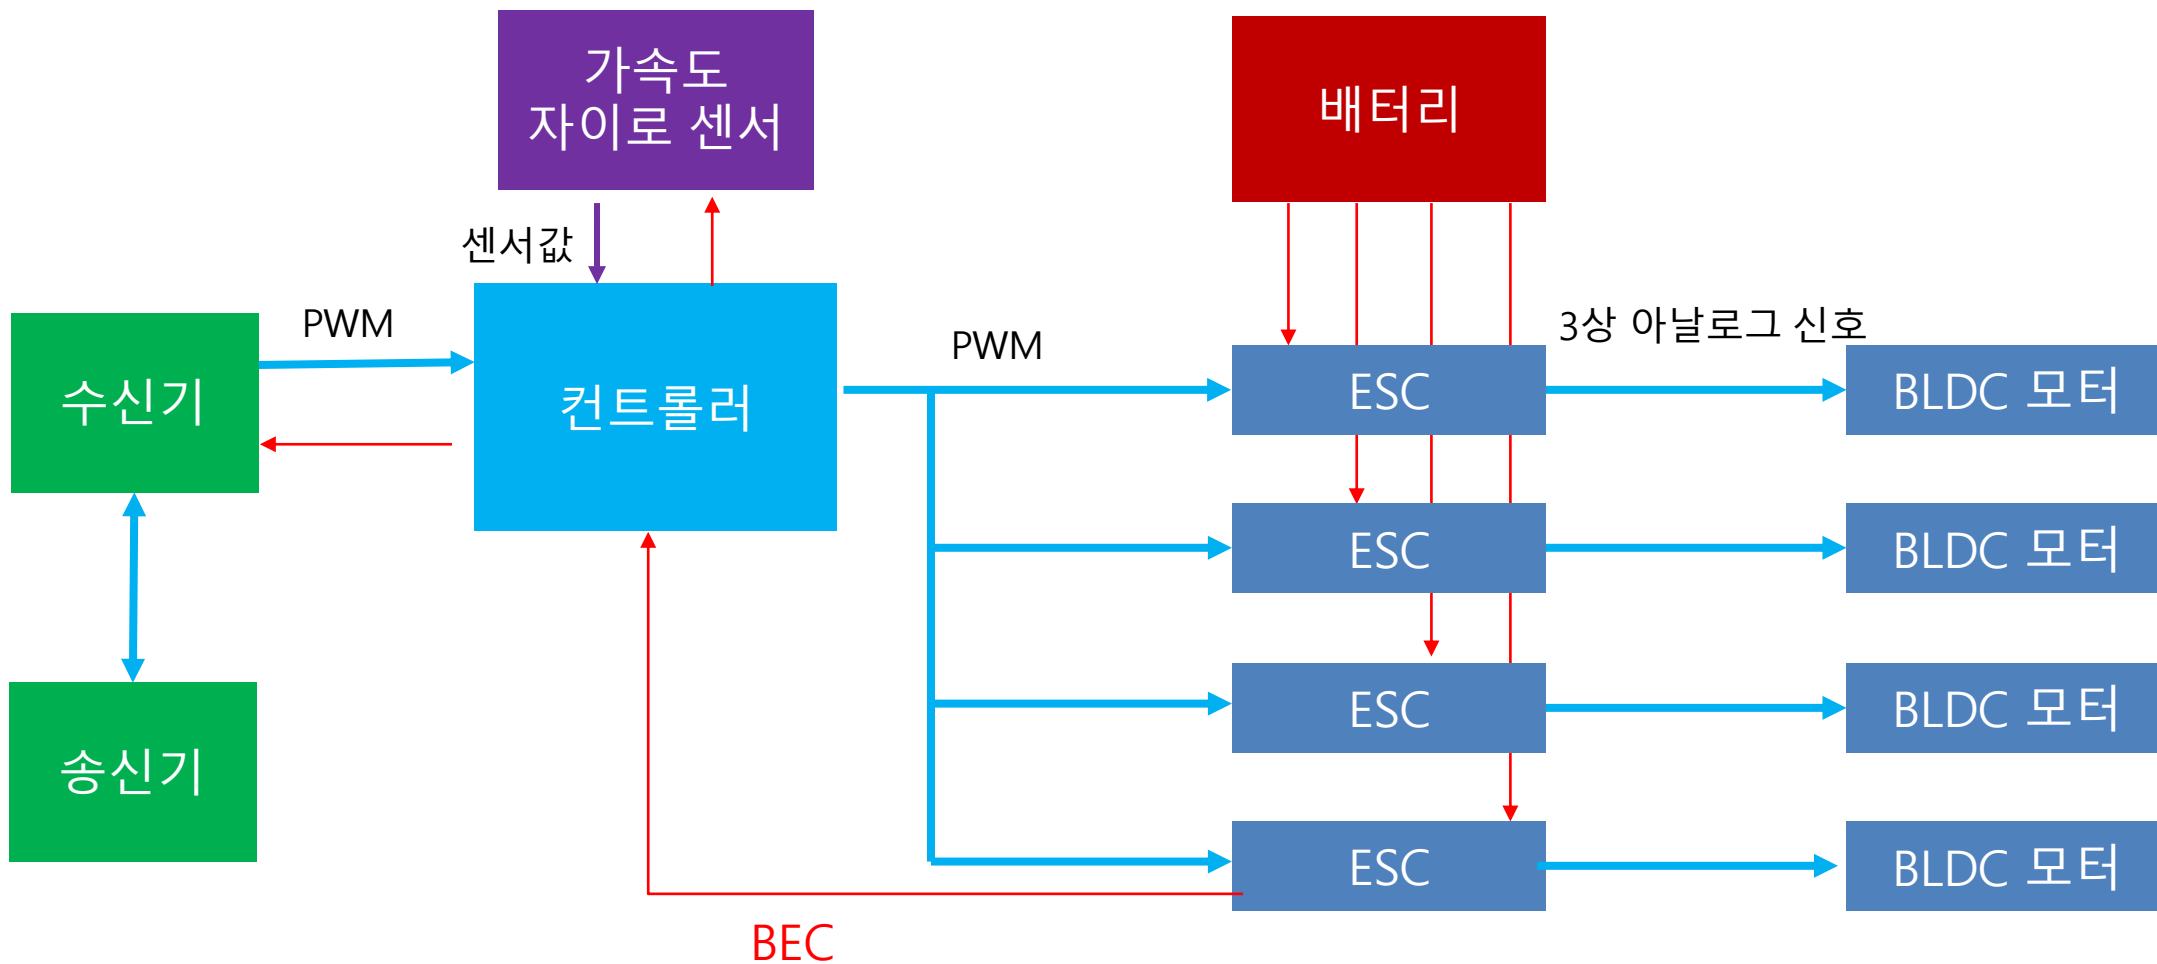 가속도
자이로 센서
배터리
센서값
PWM
PWM
3상 아날로그 신호
수신기
컨트롤러
ESC
BLDC 모터
ESC
BLDC 모터
ESC
BLDC 모터
송신기
ESC
BLDC 모터
BEC